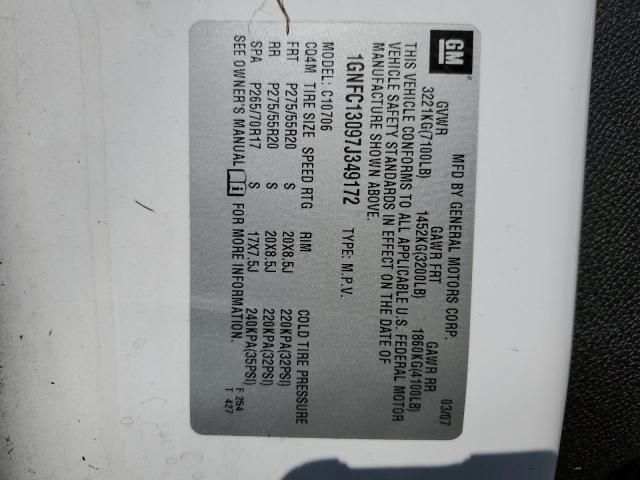 GM
MFD BY GENERAL MOTORS CORP. 03/07
GVWR GAWR FRT GAWR RR
3221KG(7100LB) 1452KG(3200LB) 1860KG(4100LB)
THIS VEHICLE CONFORMS TO ALL APPLICABLE U.S. FEDERAL MOTOR
VEHICLE SAFETY STANDARDS IN EFFECT ON THE DATE OF
MANUFACTURE SHOWN ABOVE.
1GNFC13097J349172 TYPE: M.P.V.
MODEL: C10706
CQ4M TIRE SIZE SPEED RTG RIM COLD TIRE PRESSURE
FRT P275/55R20 S 20X8.5J 220KPA(32PSI)
RR P275/55R20 S 20X8.5J 220KPA(32PSI)
SPA P265/70R17 S 17X7.5J 240KPA(35PSI)
SEE OWNER'S MANUAL i FOR MORE INFORMATION. F 254
T 427